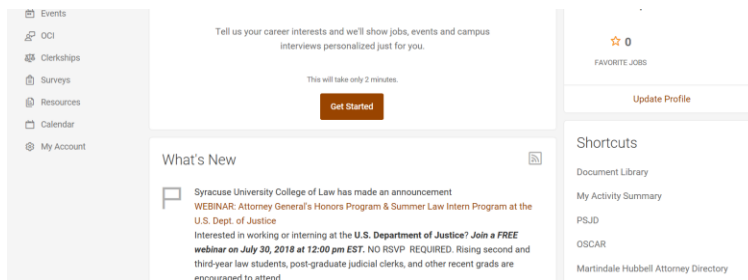 Events
OCI
Clerkships
Surveys
Resources
Calendar
My Account
Tell us your career interests and we'll show jobs, events and campus
interviews personalized just for you.
This will take only 2 minutes.
Get Started
What's New
Syracuse University College of Law has made an announcement
WEBINAR: Attorney General's Honors Program & Summer Law Intern Program at the
U.S. Dept. of Justice
Interested in working or interning at the U.S. Department of Justice? Join a FREE
webinar on July 30, 2018 at 12:00 pm EST. NO RSVP REQUIRED. Rising second and
third-year law students, post-graduate judicial clerks, and other recent grads are
encouraged to attend
0
FAVORITE JOBS
Update Profile
Shortcuts
Document Library
My Activity Summary
PSJD
OSCAR
Martindale Hubbell Attorney Directory